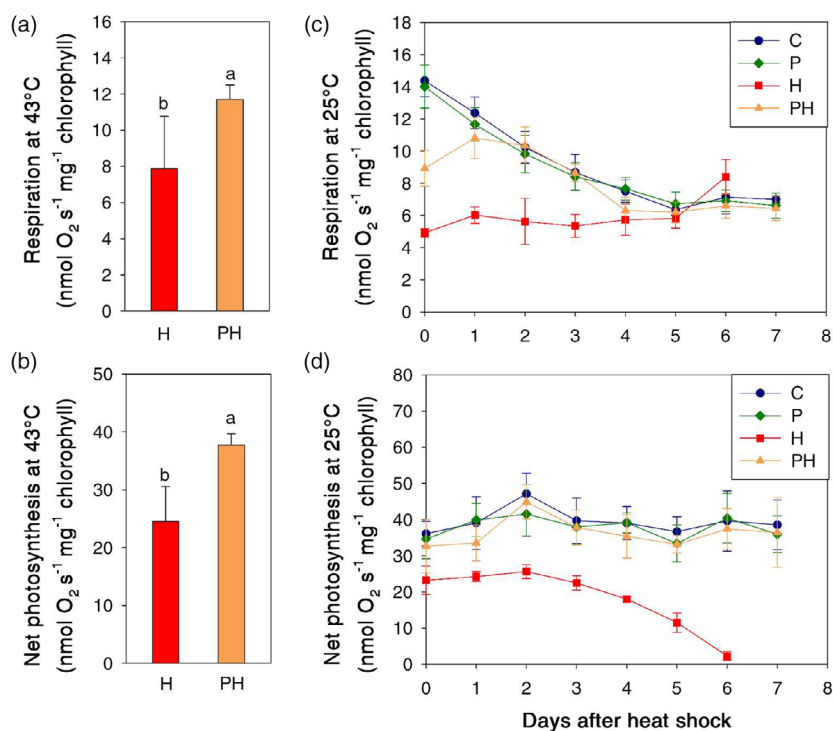 (a)
Respiration at 43°C
(nmol O2 s-1 mg-1 chlorophyll)
16
14
12
10
8
6
4
2
0
b
a
H
PH
(c)
Respiration at 25°C
(nmol O2 s-1 mg-1 chlorophyll)
18
16
14
12
10
8
6
4
2
0
C
P
H
PH
0
1
2
3
4
5
6
7
8
(b)
Net photosynthesis at 43°C
(nmol O2 s-1 mg-1 chlorophyll)
50
40
30
20
10
0
b
a
H
PH
(d)
Net photosynthesis at 25°C
(nmol O2 s-1 mg-1 chlorophyll)
80
70
60
50
40
30
20
10
0
C
P
H
PH
0
1
2
3
4
5
6
7
8
Days after heat shock